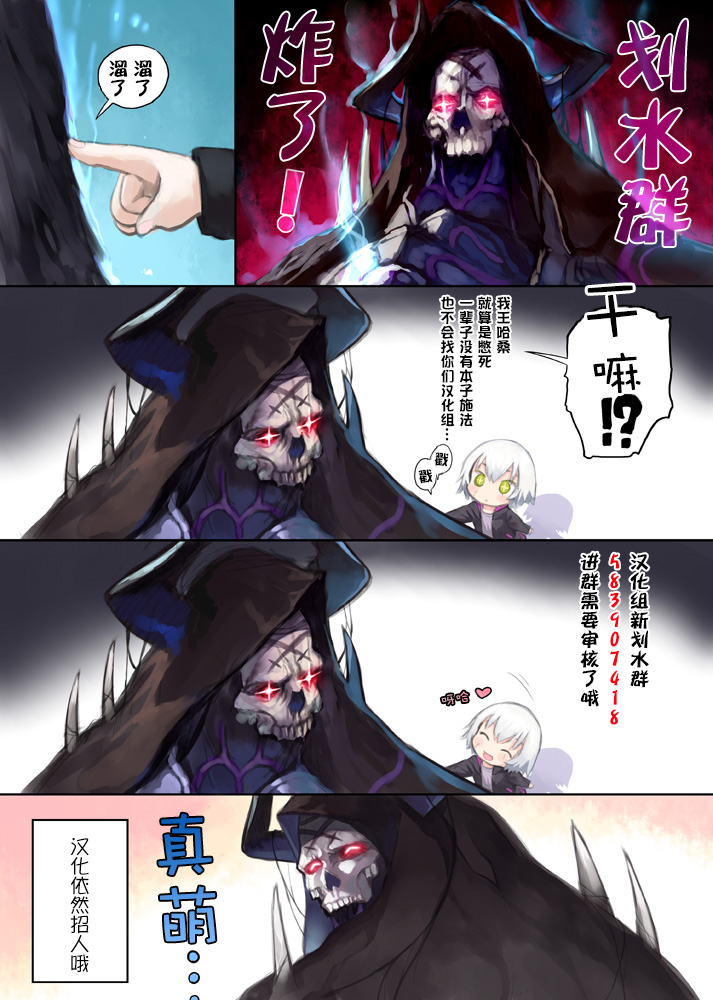 划水群
炸了！
溜了
溜了
干嘛!?
我王哈桑
就算是憋死
一辈子没有本子施法
也不会找你们汉化组…
戳
戳
汉化组新划水群
583907418
进群需要审核了哦
呀哈
真萌…
汉化依然招人哦